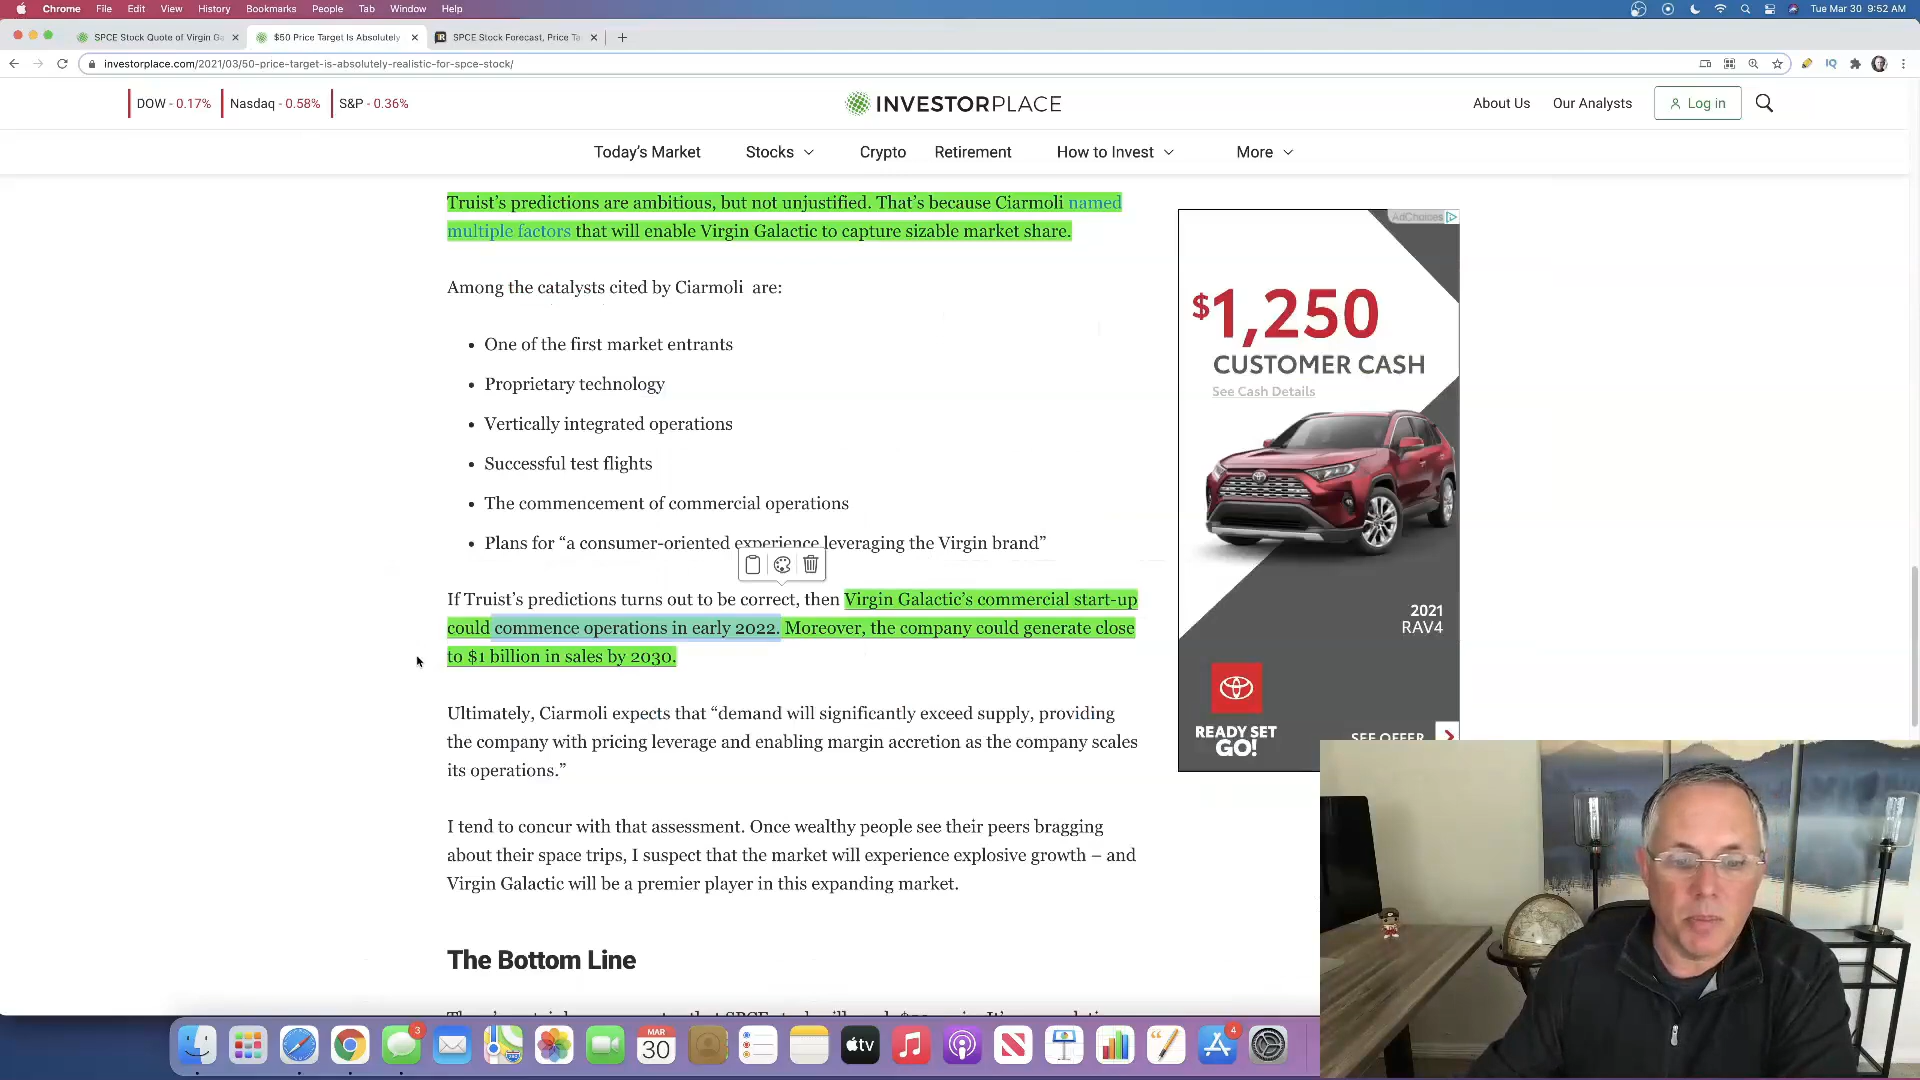 Chrome File Edit View History Bookmarks People Tab Window Help
Tue Mar 30 9:52 AM
SPCE Stock Quote of Virgin G
$50 Price Target Is Absolutely
SPCE Stock Forecast, Price Ta
investorplace.com/2021/03/50-price-target-is-absolutely-realistic-for-spce-stock/
DOW - 0.17% Nasdaq - 0.58% S&P - 0.36%
INVESTORPLACE
About Us Our Analysts Log in
Today's Market Stocks Crypto Retirement How to Invest More
Truist’s predictions are ambitious, but not unjustified. That’s because Ciarmoli named
multiple factors that will enable Virgin Galactic to capture sizable market share.
Among the catalysts cited by Ciarmoli are:
• One of the first market entrants
• Proprietary technology
• Vertically integrated operations
• Successful test flights
• The commencement of commercial operations
• Plans for “a consumer-oriented experience leveraging the Virgin brand”
If Truist’s predictions turns out to be correct, then Virgin Galactic’s commercial start-up
could commence operations in early 2022. Moreover, the company could generate close
to $1 billion in sales by 2030.
Ultimately, Ciarmoli expects that “demand will significantly exceed supply, providing
the company with pricing leverage and enabling margin accretion as the company scales
its operations.”
I tend to concur with that assessment. Once wealthy people see their peers bragging
about their space trips, I suspect that the market will experience explosive growth – and
Virgin Galactic will be a premier player in this expanding market.
The Bottom Line
AdChoices
$1,250
CUSTOMER CASH
See Cash Details
2021
RAV4
READY SET
GO!
SEE OFFER
3
MAR
30
tv
4